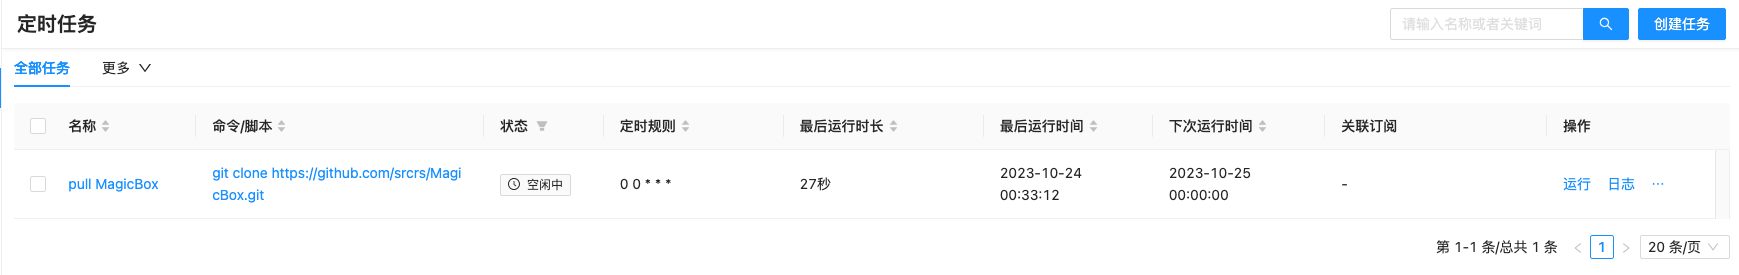 定时任务
请输入名称或者关键词
创建任务
全部任务 更多
名称 命令/脚本 状态 定时规则 最后运行时长 最后运行时间 下次运行时间 关联订阅 操作
pull MagicBox
git clone https://github.com/srcrs/Magi
cBox.git
空闲中
0 0 * * *
27秒
2023-10-24
00:33:12
2023-10-25
00:00:00
-
运行 日志 ···
第 1-1 条/总共 1 条 < 1 > 20 条/页